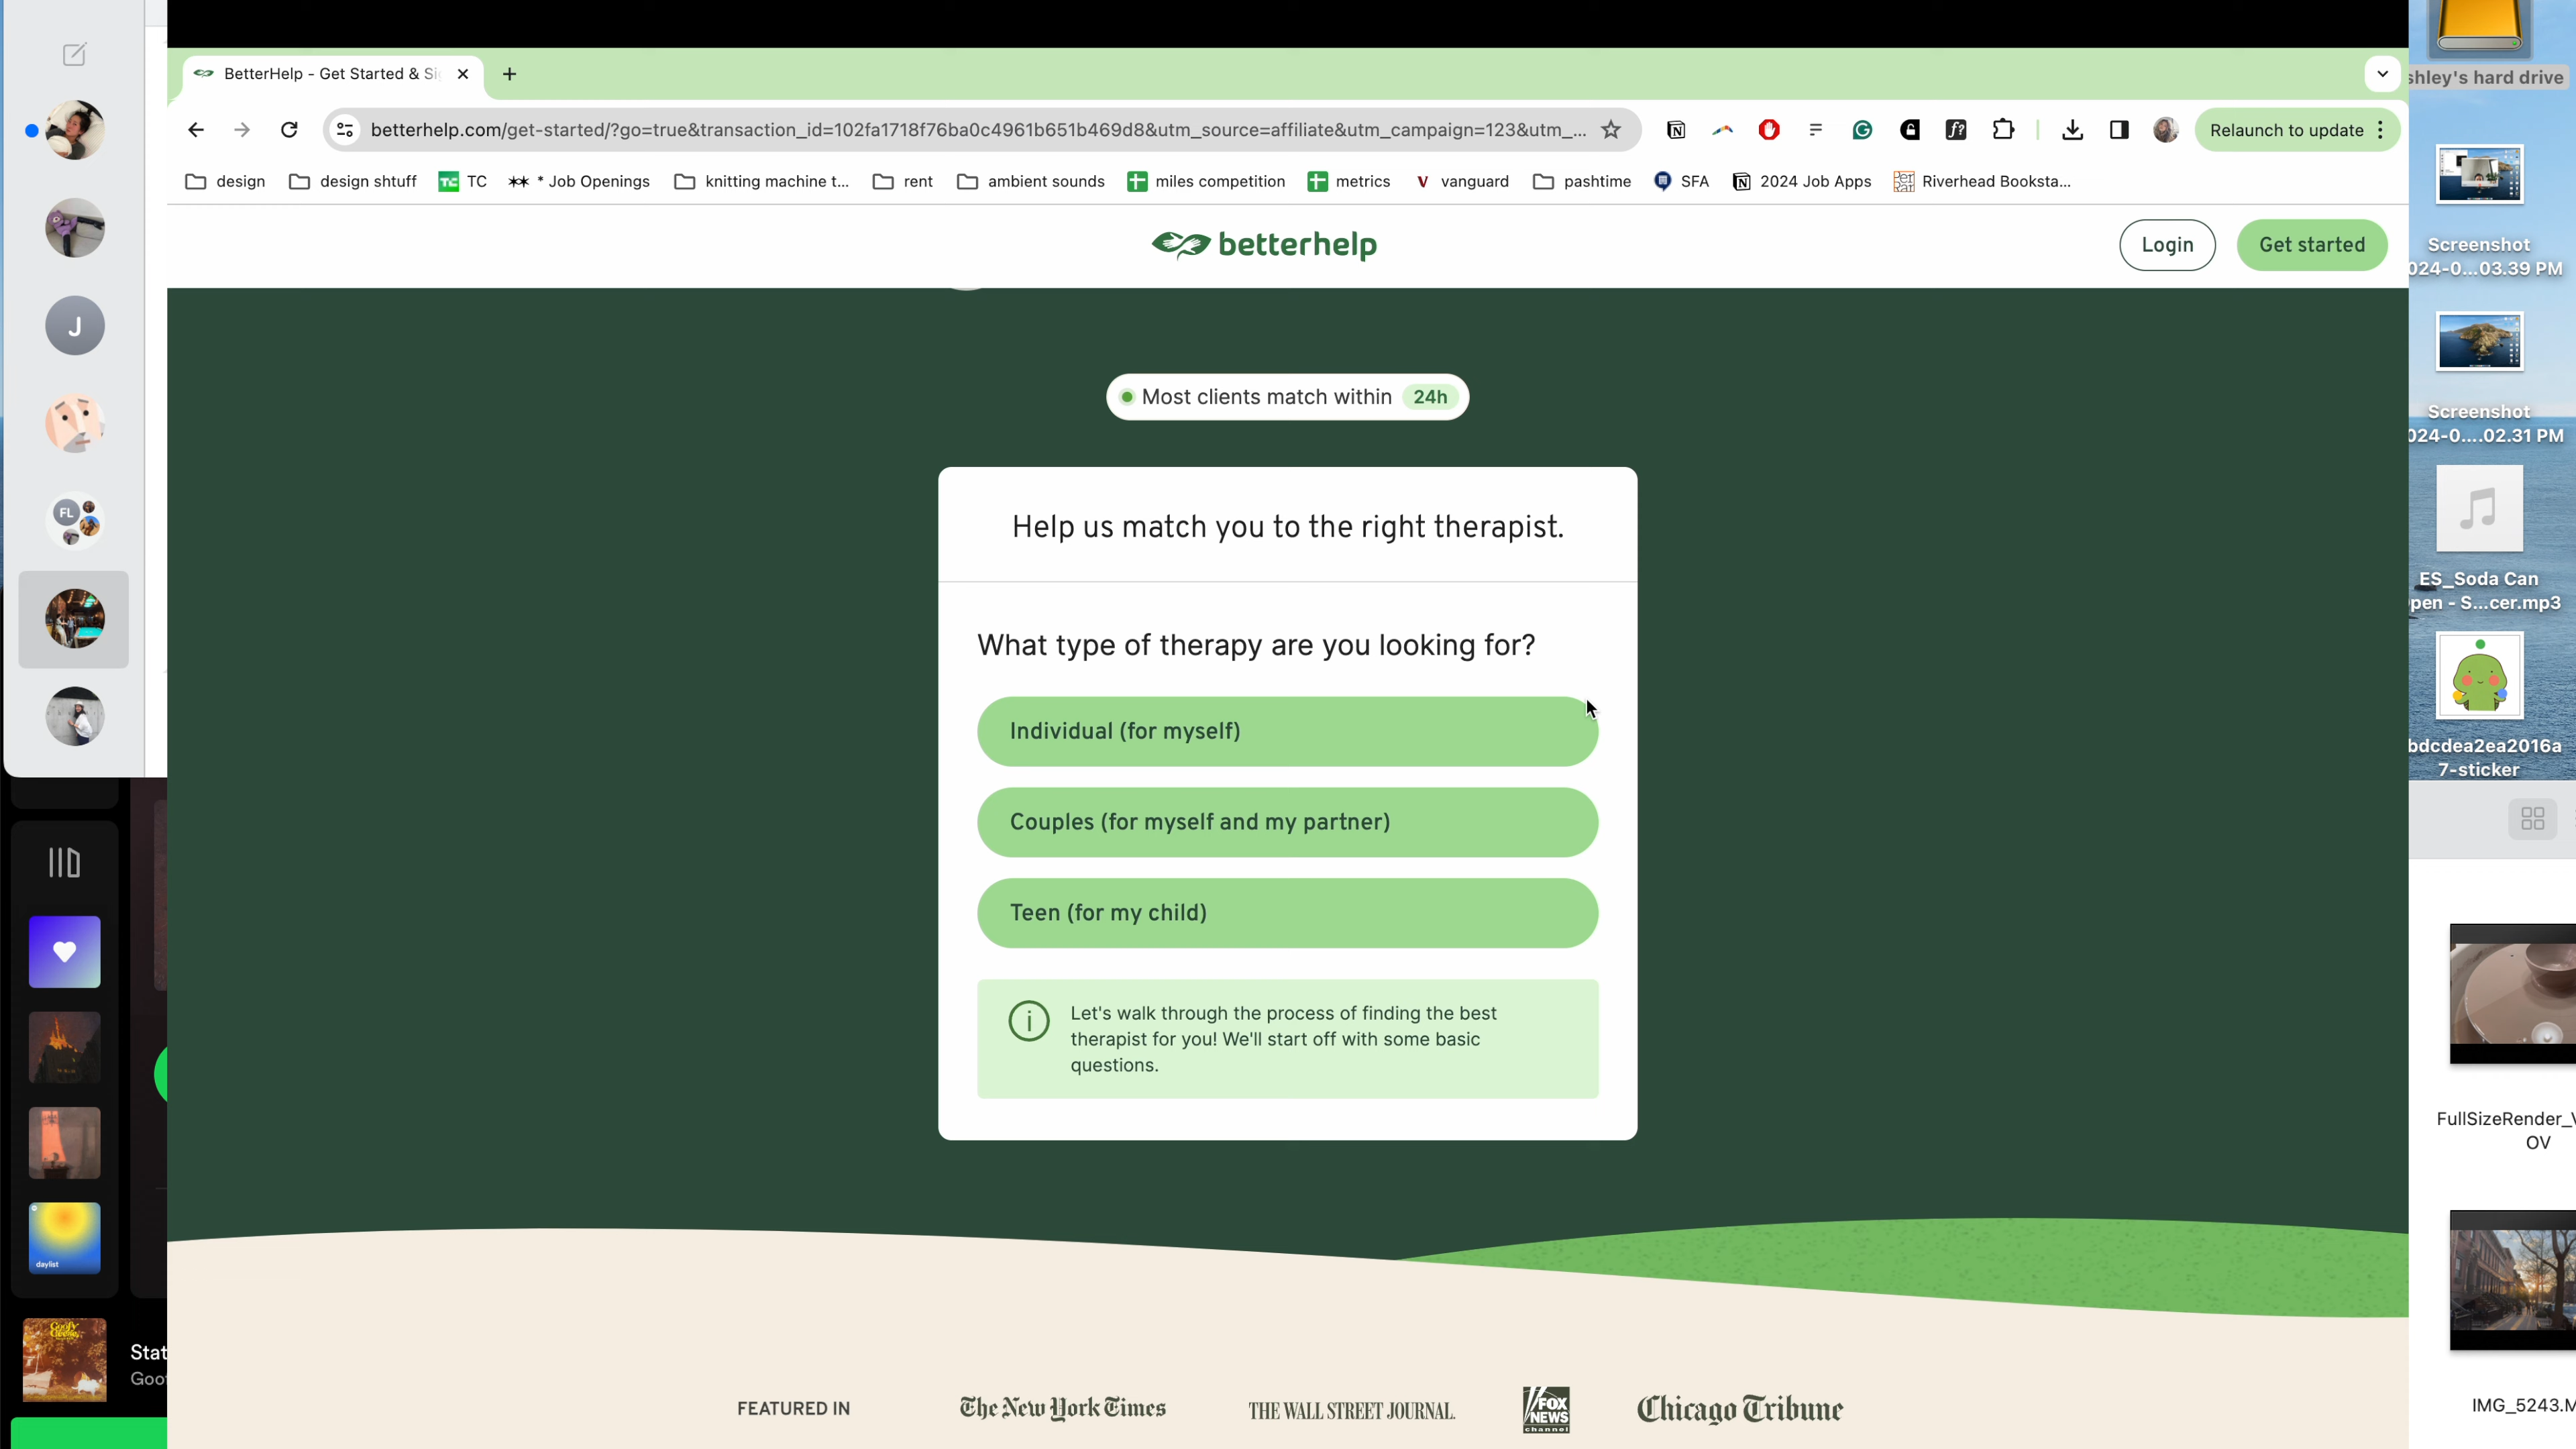 BetterHelp - Get Started & Si
betterhelp.com/get-started/?go=true&transaction_id=102fa1718f76ba0c4961b651b469d8&utm_source=affiliate&utm_campaign=123&utm_...
Relaunch to update
design
design shtuff
TC
* Job Openings
knitting machine t...
rent
ambient sounds
miles competition
metrics
vanguard
pashtime
SFA
2024 Job Apps
Riverhead Booksta...
betterhelp
Login
Get started
Most clients match within 24h
Help us match you to the right therapist.
What type of therapy are you looking for?
Individual (for myself)
Couples (for myself and my partner)
Teen (for my child)
Let's walk through the process of finding the best
therapist for you! We'll start off with some basic
questions.
FEATURED IN
The New York Times
THE WALL STREET JOURNAL.
FOX
NEWS
channel
Chicago Tribune
J
FL
daylist
Goofy
Geese
Stat
Goof
shley's hard drive
Screenshot
024-0...03.39 PM
Screenshot
024-0....02.31 PM
ES_Soda Can
pen - S...cer.mp3
bdcdea2ea2016a
7-sticker
FullSizeRender_V
OV
IMG_5243.M